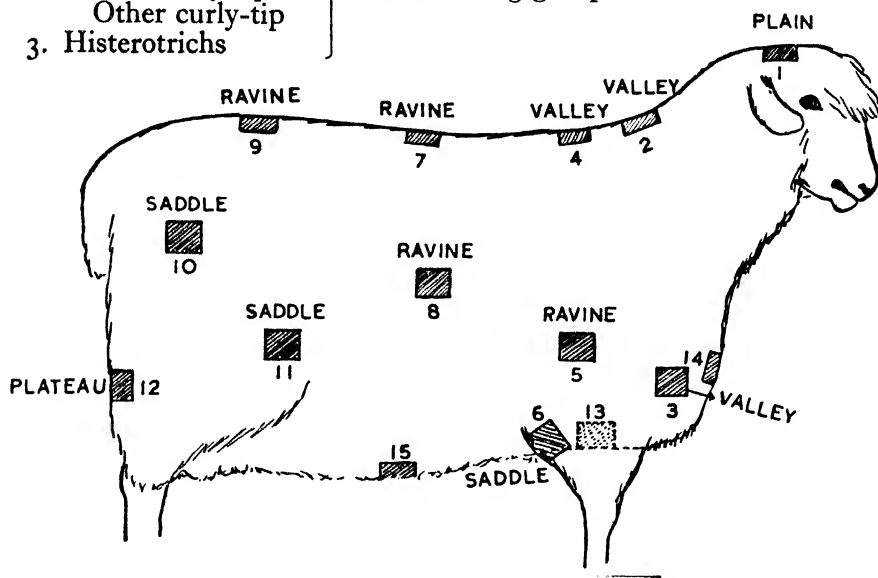 Other curly-tip
3. Histerotrichs
PLAIN
1
VALLEY
2
VALLEY
4
RAVINE
7
RAVINE
9
SADDLE
10
RAVINE
8
SADDLE
11
RAVINE
5
14
3
VALLEY
PLATEAU 12
6
13
SADDLE
15